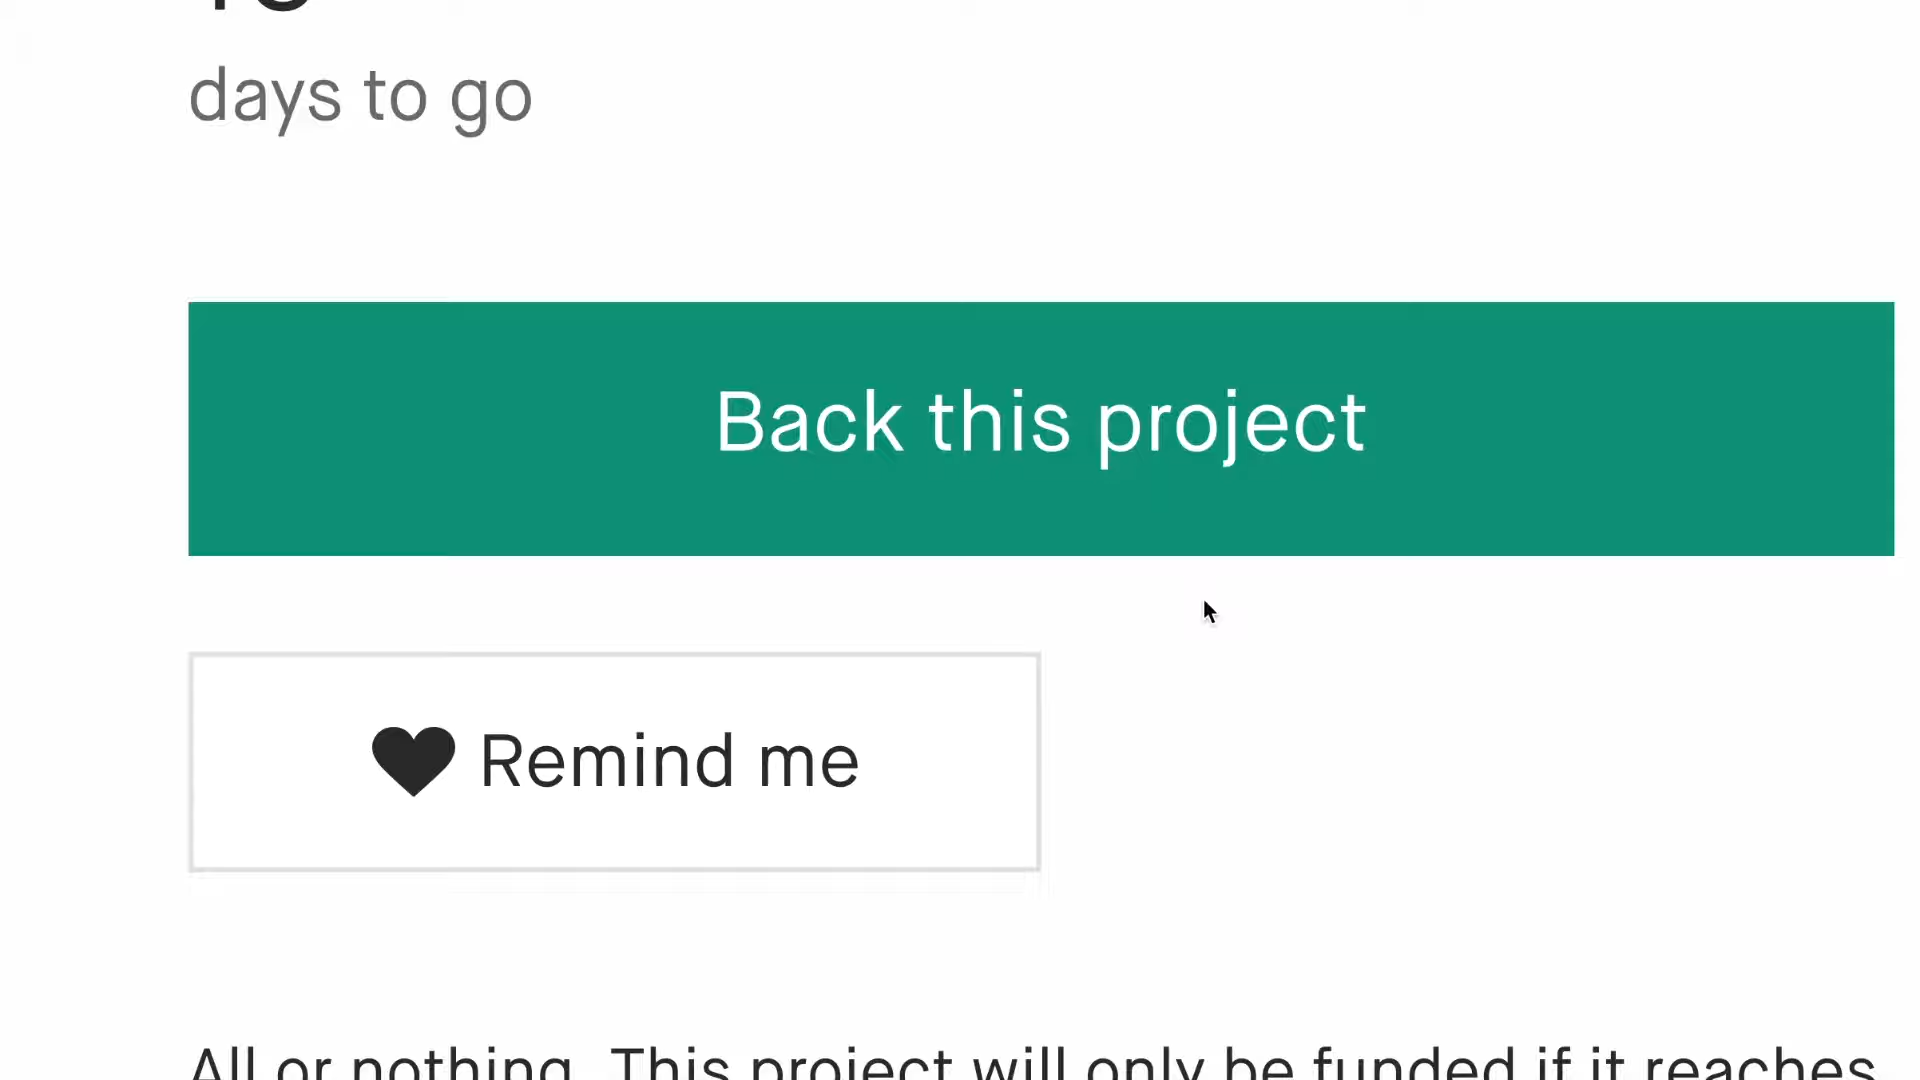 days to go
Back this project
Remind me
All or nothing. This project will only be funded if it reaches